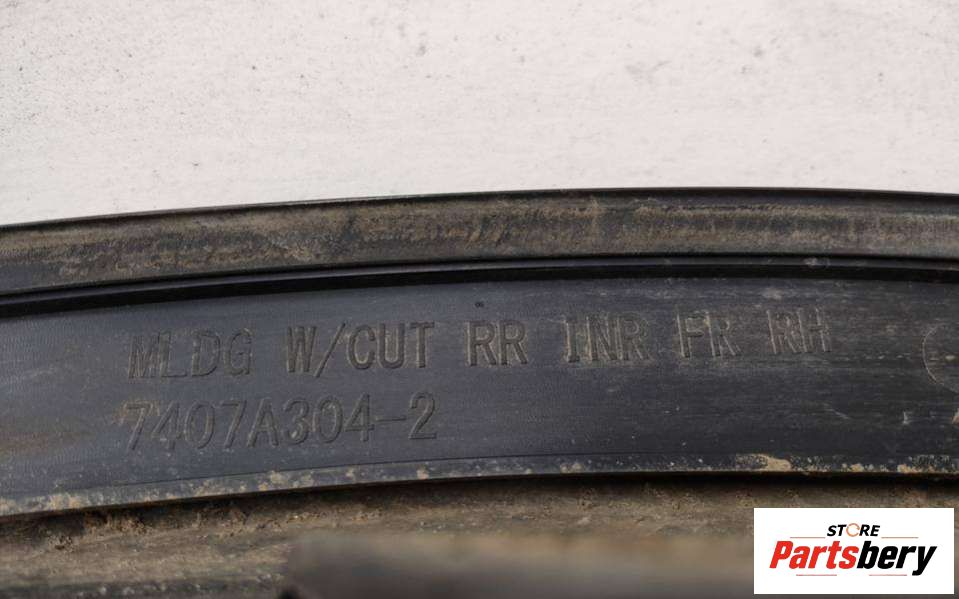 MLDG W/CUT RR INR FR RH
7407A304-2
STORE
Partsbery